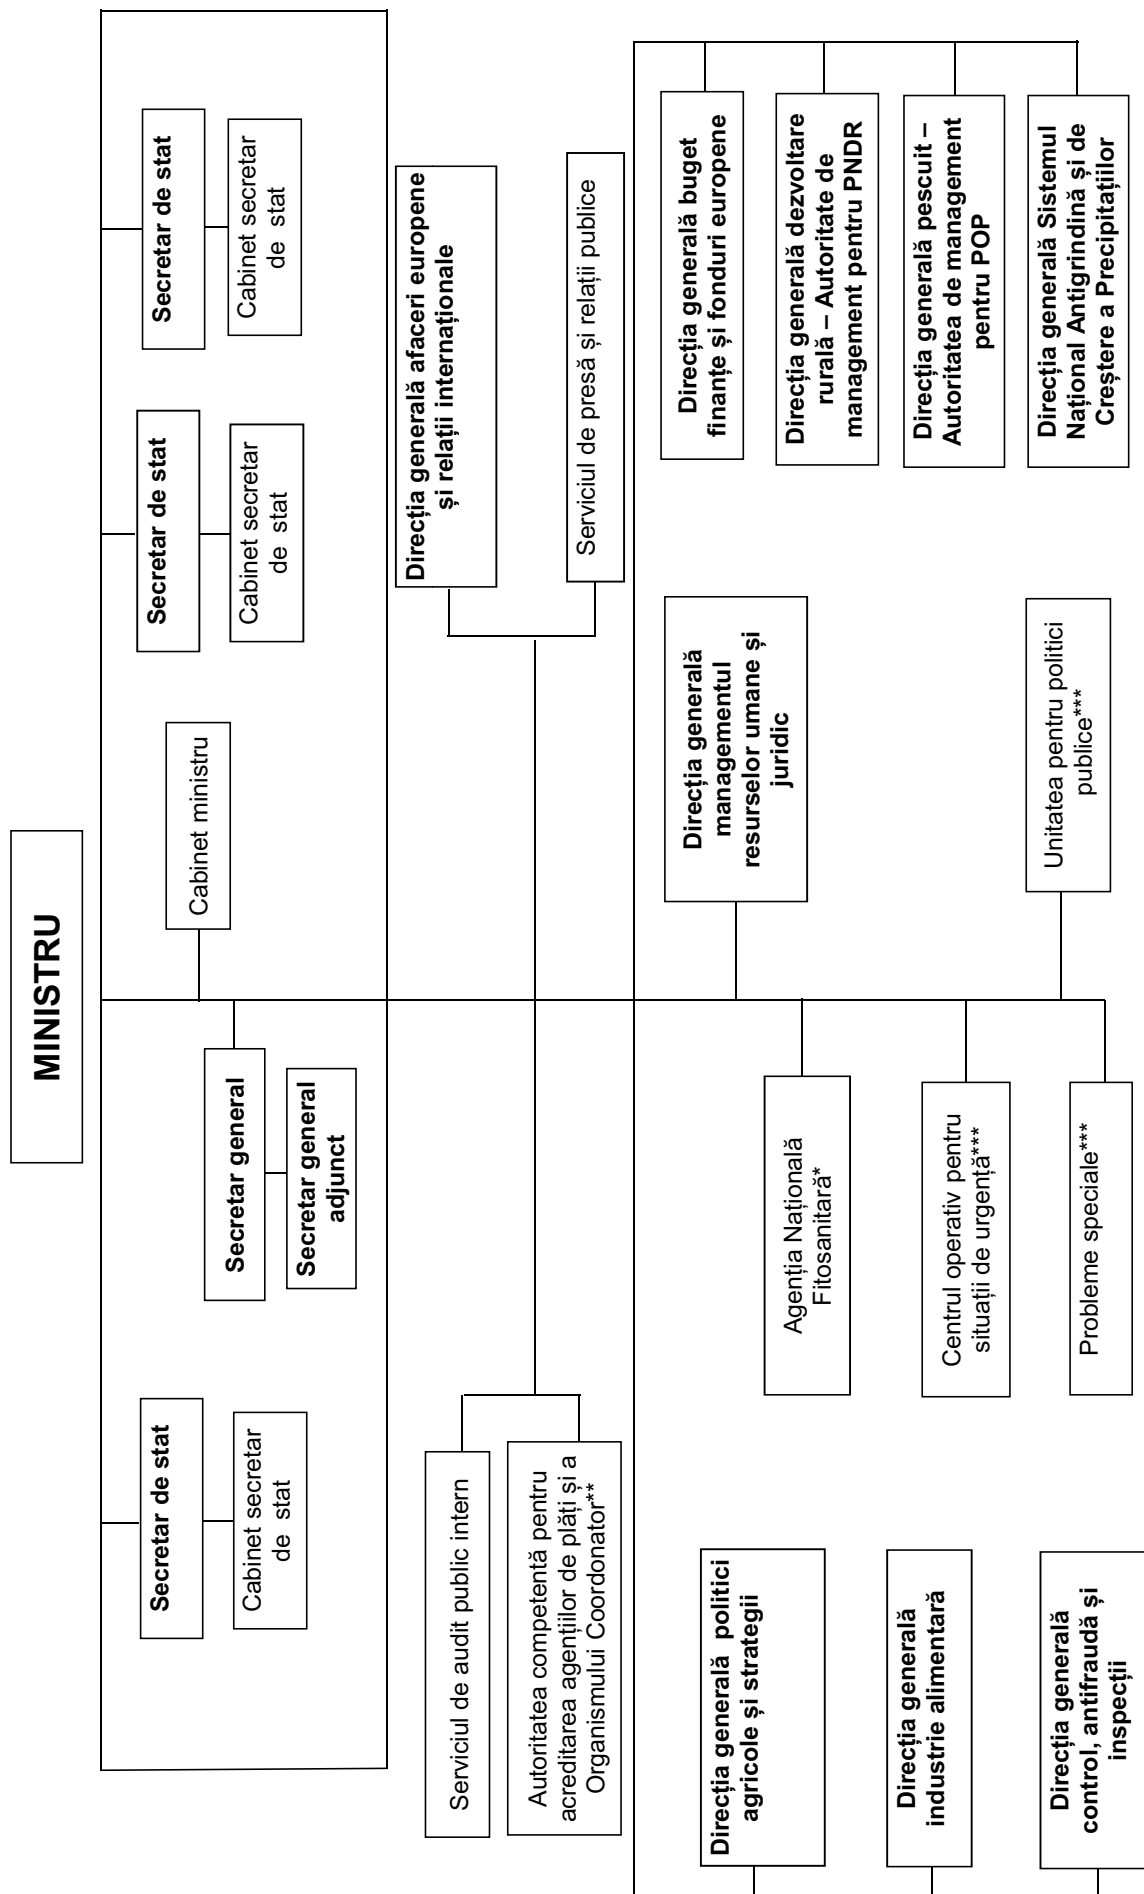 MINISTRU
Secretar de stat
Cabinet secretar
de stat
Secretar general
Secretar general
adjunct
Cabinet ministru
Secretar de stat
Cabinet secretar
de stat
Secretar de stat
Cabinet secretar
de stat
Serviciul de audit public intern
Autoritatea competentă pentru
acreditarea agențiilor de plăți și a
Organismului Coordonator**
Direcția generală afaceri europene
și relații internaționale
Serviciul de presă și relații publice
Direcția generală politici
agricole și strategii
Direcția generală
industrie alimentară
Direcția generală
control, antifraudă și
inspecții
Agenția Națională
Fitosanitară*
Centrul operativ pentru
situații de urgență***
Probleme speciale***
Direcția generală
managementul
resurselor umane și
juridic
Unitatea pentru politici
publice***
Direcția generală buget
finanțe și fonduri europene
Direcția generală dezvoltare
rurală – Autoritate de
management pentru PNDR
Direcția generală pescuit –
Autoritatea de management
pentru POP
Direcția generală Sistemul
Național Antigrindină și de
Creștere a Precipitațiilor